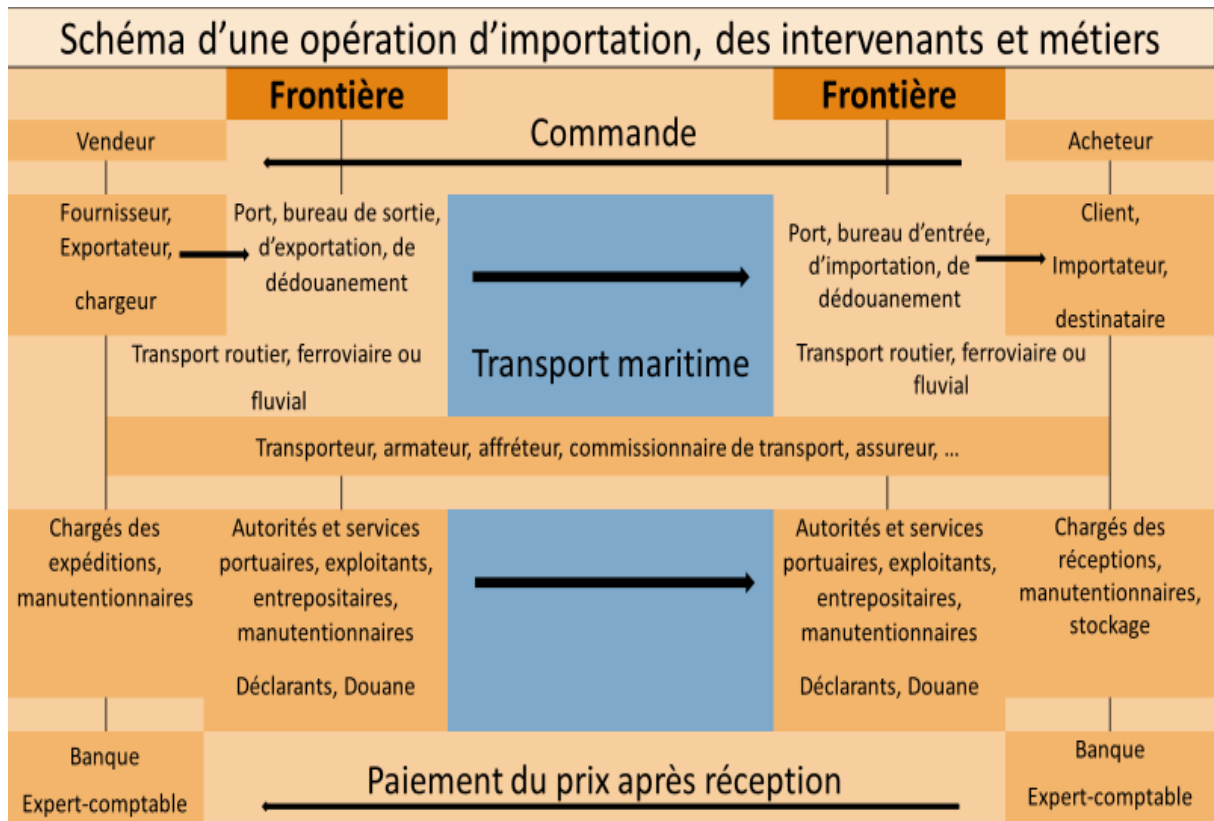 Schéma d'une opération d'importation, des intervenants et métiers
Frontière
Frontière
Vendeur
Commande
Acheteur
Fournisseur,
Exportateur,
chargeur
Port, bureau de sortie,
d'exportation, de
dédouanement
Port, bureau d'entrée,
d'importation, de
dédouanement
Client,
Importateur,
destinataire
Transport routier, ferroviaire ou
fluvial
Transport maritime
Transport routier, ferroviaire ou
fluvial
Transporteur, armateur, affréteur, commissionnaire de transport, assureur, ...
Chargés des
expéditions,
manutentionnaires
Autorités et services
portuaires, exploitants,
entrepositaires,
manutentionnaires
Déclarants, Douane
Autorités et services
portuaires, exploitants,
entrepositaires,
manutentionnaires
Déclarants, Douane
Chargés des
réceptions,
manutentionnaires,
stockage
Banque
Expert-comptable
Paiement du prix après réception
Banque
Expert-comptable